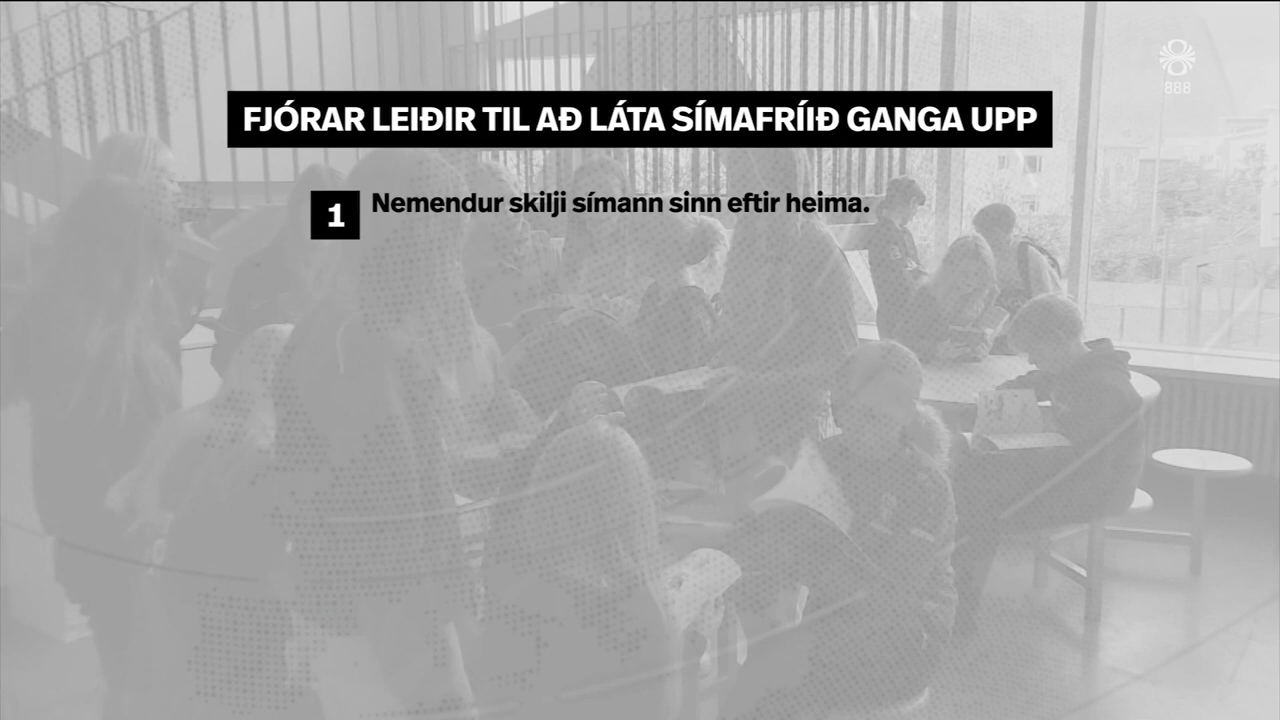 888
FJÓRAR LEIÐIR TIL AÐ LÁTA SÍMAFRÍIÐ GANGA UPP
1 Nemendur skilji símann sinn eftir heima.